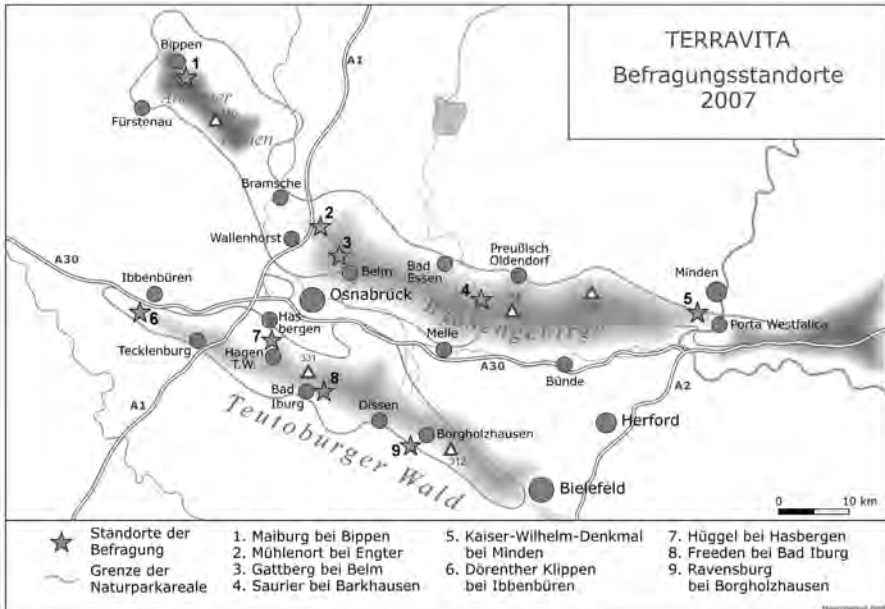 TERRAVITA
Befragungsstandorte
2007
A1
Bippen
1
Fürstenau
Bramsche
2
Wallenhorst
3
Belm
Bad
Essen
Preußisch
Oldendorf
Minden
A30
Ibbenbüren
Osnabrück
4
5
6
Has
bergen
Porta Westfalica
7
Tecklenburg
Hagen
T.W.
Melle
A30
Bünde
A2
331
8
Bad
Iburg
A1
Dissen
Herford
Borgholzhausen
9
312
Teutoburger Wald
Bielefeld
0 10 km
Standorte der
Befragung
Grenze der
Naturparkareale
1. Maiburg bei Bippen
2. Mühlenort bei Engter
3. Gattberg bei Belm
4. Saurier bei Barkhausen
5. Kaiser-Wilhelm-Denkmal
bei Minden
6. Dörenther Klippen
bei Ibbenbüren
7. Hüggel bei Hasbergen
8. Freeden bei Bad Iburg
9. Ravensburg
bei Borgholzhausen